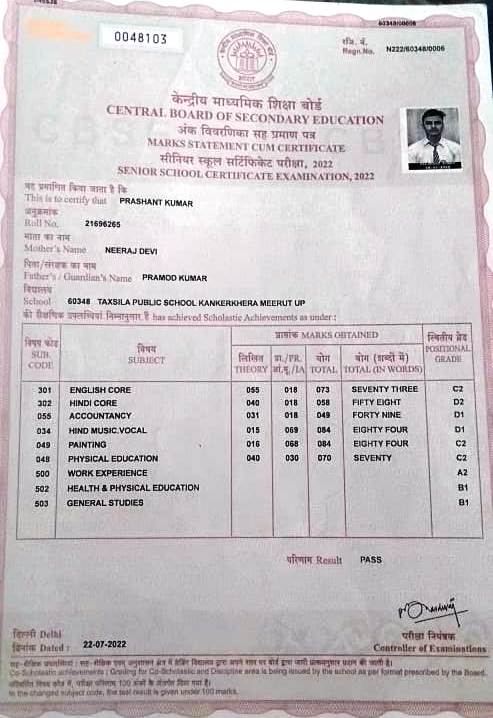 60348/0006
0048103
रजि. नं.
Regn.No. N222/60348/0006
भारत
केन्द्रीय माध्यमिक शिक्षा बोर्ड
CENTRAL BOARD OF SECONDARY EDUCATION
अंक विवरणिका सह प्रमाण पत्र
MARKS STATEMENT CUM CERTIFICATE
सीनियर स्कूल सर्टिफिकेट परीक्षा, 2022
SENIOR SCHOOL CERTIFICATE EXAMINATION, 2022
यह प्रमाणित किया जाता है कि
This is to certify that PRASHANT KUMAR
अनुक्रमांक
Roll No. 21696265
माता का नाम
Mother's Name NEERAJ DEVI
पिता/संरक्षक का नाम
Father's / Guardian's Name PRAMOD KUMAR
विद्यालय
School 60348 TAXSILA PUBLIC SCHOOL KANKERKHERA MEERUT UP
की शैक्षिक उपलब्धियां निम्नानुसार है has achieved Scholastic Achievements as under :
विषय कोड SUB. CODE विषय SUBJECT प्राप्तांक MARKS OBTAINED स्थितीय ग्रेड POSITIONAL GRADE
लिखित THEORY प्रा./PR. आं.मू./IA योग TOTAL योग (शब्दों में) TOTAL (IN WORDS)
301 ENGLISH CORE 055 018 073 SEVENTY THREE C2
302 HINDI CORE 040 018 058 FIFTY EIGHT D2
055 ACCOUNTANCY 031 018 049 FORTY NINE D1
034 HIND MUSIC.VOCAL 015 069 084 EIGHTY FOUR D1
049 PAINTING 016 068 084 EIGHTY FOUR C2
048 PHYSICAL EDUCATION 040 030 070 SEVENTY C2
500 WORK EXPERIENCE A2
502 HEALTH & PHYSICAL EDUCATION B1
503 GENERAL STUDIES B1
परिणाम Result PASS
दिल्ली Delhi
दिनांक Dated : 22-07-2022
परीक्षा नियंत्रक
Controller of Examinations
Co-Scholastic achievements : Grading for Co-Scholastic and Discipline area is being issued by the school as per format prescribed by the Board.
In the changed subject code, the test result is given under 100 marks.